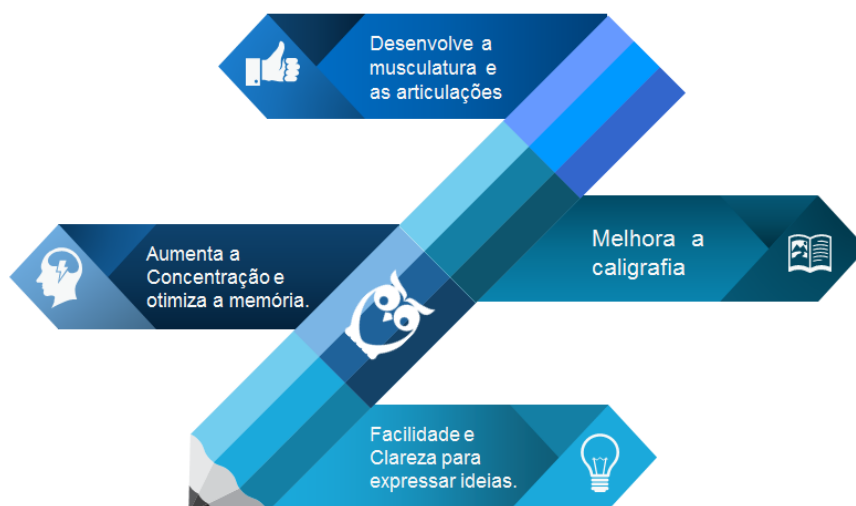 Desenvolve a
musculatura e
as articulações
Aumenta a
Concentração e
otimiza a memória.
Melhora a
caligrafia
Facilidade e
Clareza para
expressar ideias.